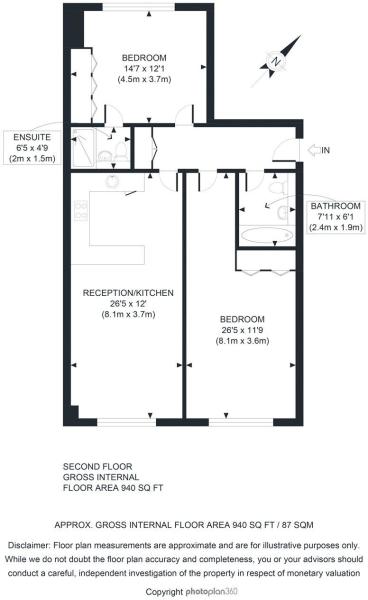 BEDROOM
14'7 x 12'1
(4.5m x 3.7m)
N
ENSUITE
6'5 x 4'9
(2m x 1.5m)
IN
BATHROOM
7'11 x 6'1
(2.4m x 1.9m)
RECEPTION/KITCHEN
26'5 x 12'
(8.1m x 3.7m)
BEDROOM
26'5 x 11'9
(8.1m x 3.6m)
SECOND FLOOR
GROSS INTERNAL
FLOOR AREA 940 SQ FT
APPROX. GROSS INTERNAL FLOOR AREA 940 SQ FT / 87 SQM
Disclaimer: Floor plan measurements are approximate and are for illustrative purposes only.
While we do not doubt the floor plan accuracy and completeness, you or your advisors should
conduct a careful, independent investigation of the property in respect of monetary valuation
Copyright photoplan360